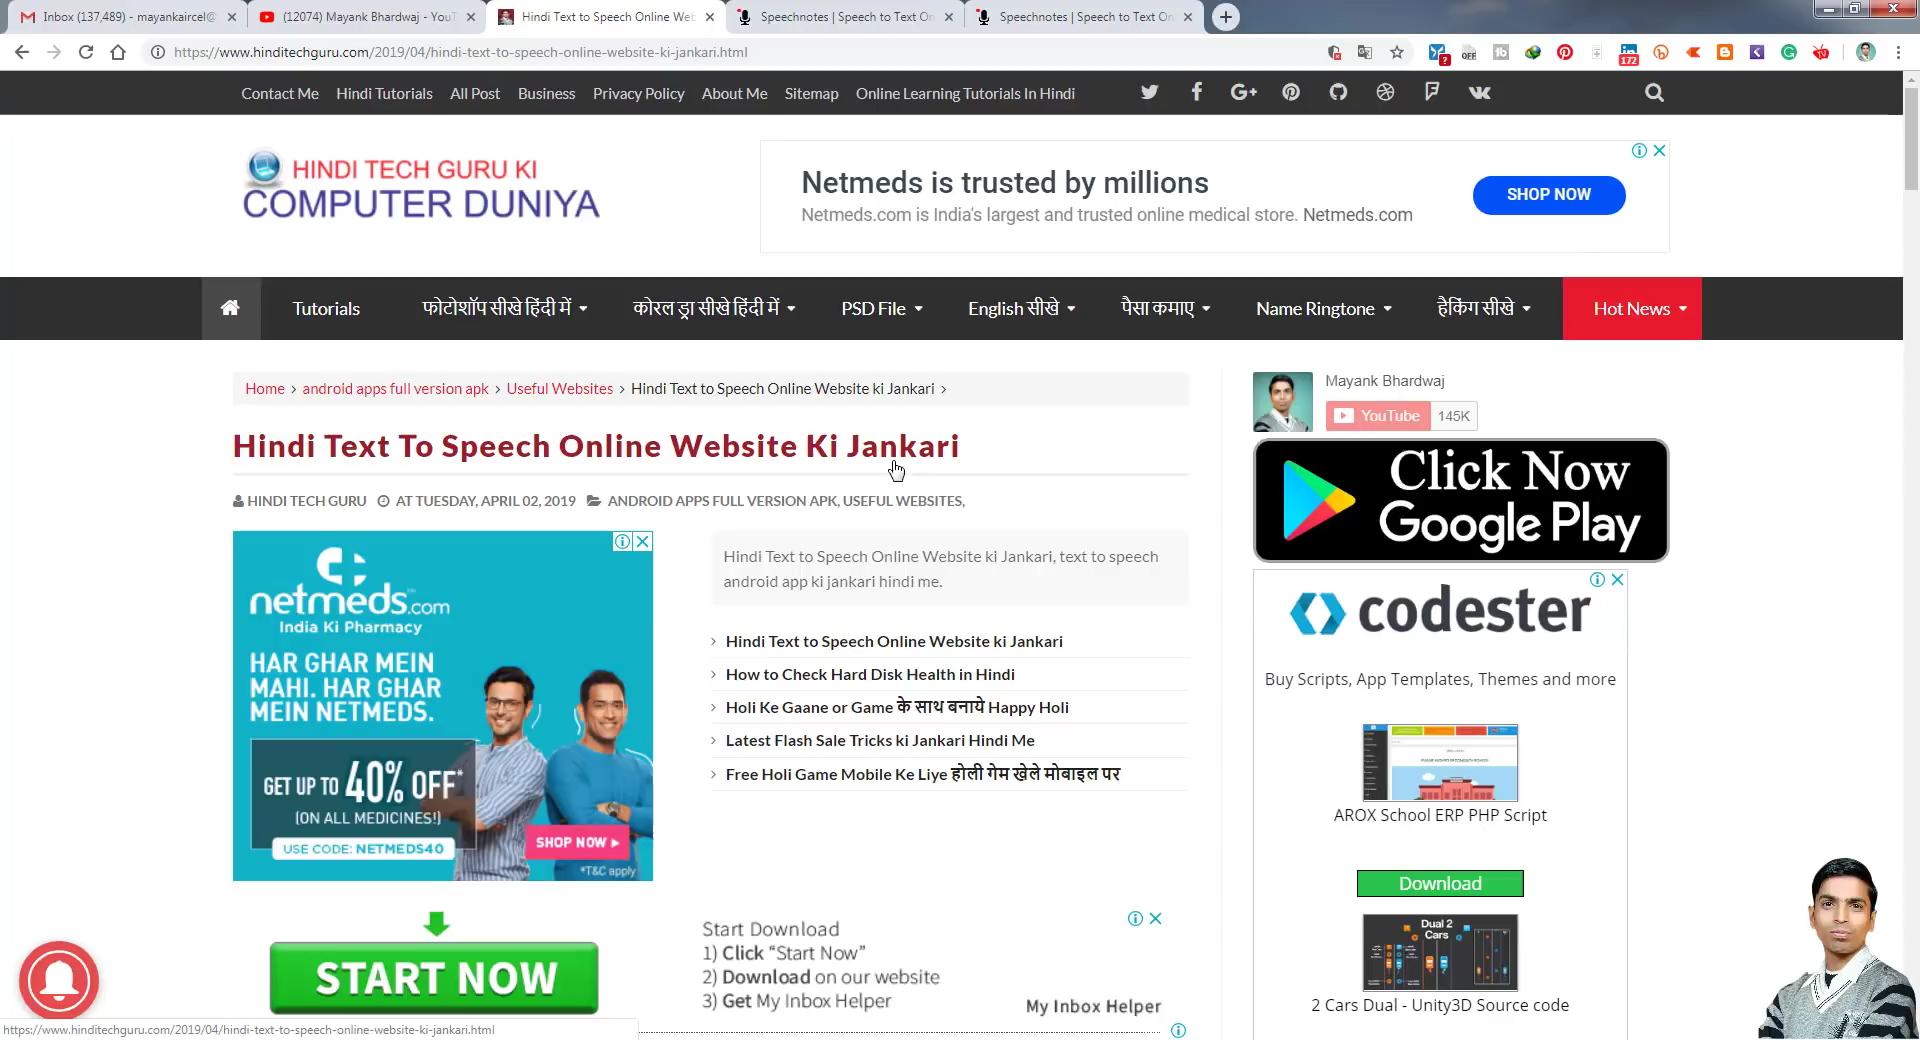 Inbox (137,489) - mayankaircel@
(12074) Mayank Bhardwaj - YouT
Hindi Text to Speech Online Web
Speechnotes | Speech to Text On
Speechnotes | Speech to Text On
https://www.hinditechguru.com/2019/04/hindi-text-to-speech-online-website-ki-jankari.html
OFF
172
Contact Me Hindi Tutorials All Post Business Privacy Policy About Me Sitemap Online Learning Tutorials In Hindi
HINDI TECH GURU KI
COMPUTER DUNIYA
Netmeds is trusted by millions
Netmeds.com is India's largest and trusted online medical store. Netmeds.com
SHOP NOW
Tutorials फोटोशॉप सीखे हिंदी में कोरल ड्रा सीखे हिंदी में PSD File English सीखे पैसा कमाए Name Ringtone हैकिंग सीखे Hot News
Home > android apps full version apk > Useful Websites > Hindi Text to Speech Online Website ki Jankari >
Hindi Text To Speech Online Website Ki Jankari
HINDI TECH GURU AT TUESDAY, APRIL 02, 2019 ANDROID APPS FULL VERSION APK, USEFUL WEBSITES,
netmeds.com
India Ki Pharmacy
HAR GHAR MEIN
MAHI. HAR GHAR
MEIN NETMEDS.
GET UP TO 40% OFF*
(ON ALL MEDICINES!)
USE CODE: NETMEDS40
SHOP NOW
*T&C apply
Hindi Text to Speech Online Website ki Jankari, text to speech
android app ki jankari hindi me.
Hindi Text to Speech Online Website ki Jankari
How to Check Hard Disk Health in Hindi
Holi Ke Gaane or Game के साथ बनाये Happy Holi
Latest Flash Sale Tricks ki Jankari Hindi Me
Free Holi Game Mobile Ke Liye होली गेम खेले मोबाइल पर
START NOW
Start Download
1) Click “Start Now”
2) Download on our website
3) Get My Inbox Helper
My Inbox Helper
Mayank Bhardwaj
YouTube 145K
Click Now
Google Play
codester
Buy Scripts, App Templates, Themes and more
AROX School ERP PHP Script
Download
Dual 2
Cars
2 Cars Dual - Unity3D Source code
https://www.hinditechguru.com/2019/04/hindi-text-to-speech-online-website-ki-jankari.html